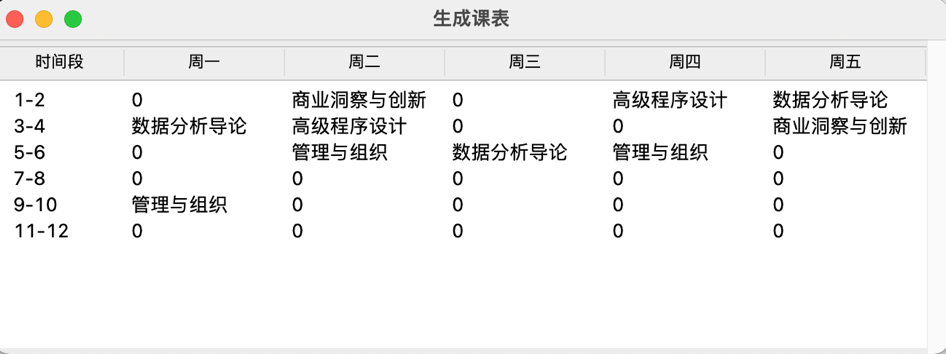 生成课表
时间段 周一 周二 周三 周四 周五
1-2 0 商业洞察与创新 0 高级程序设计 数据分析导论
3-4 数据分析导论 高级程序设计 0 0 商业洞察与创新
5-6 0 管理与组织 数据分析导论 管理与组织 0
7-8 0 0 0 0 0
9-10 管理与组织 0 0 0 0
11-12 0 0 0 0 0